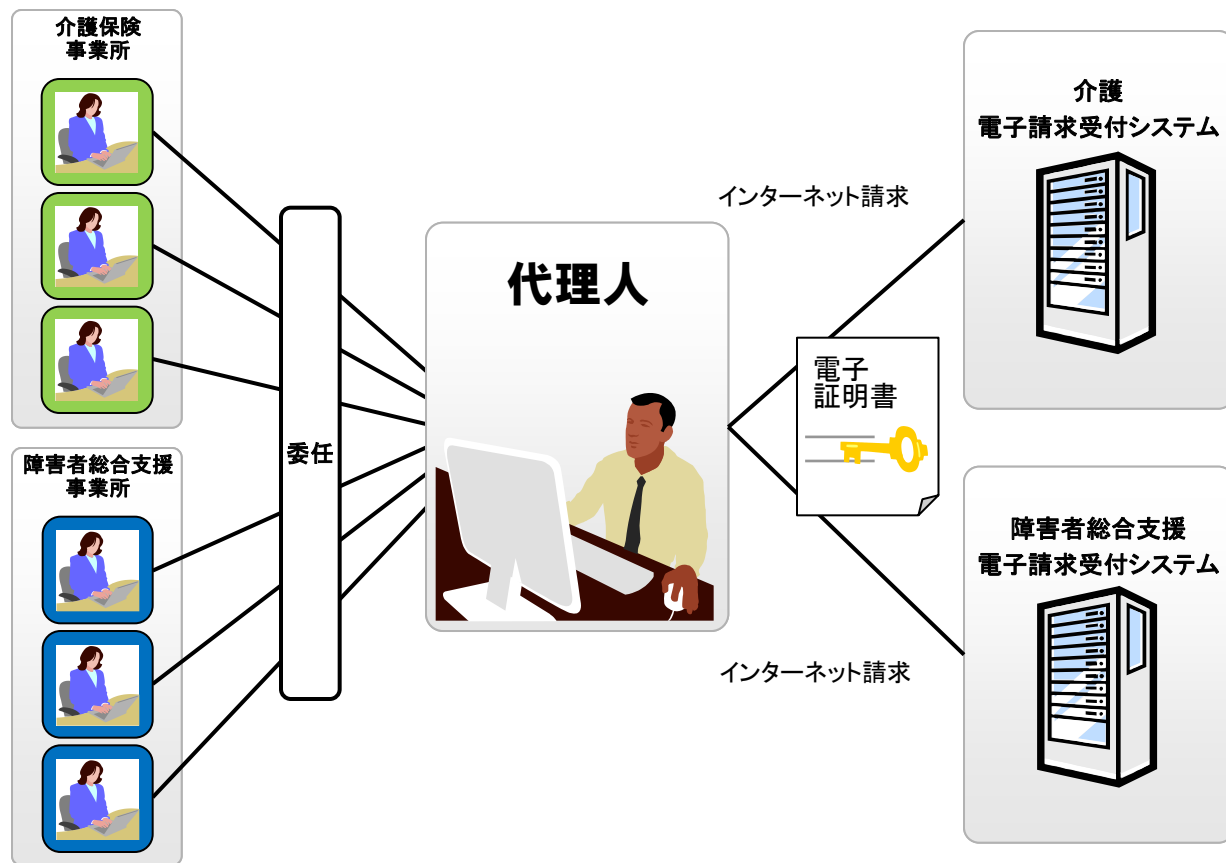 介護保険
事業所
障害者総合支援
事業所
委任
代理人
インターネット請求
電子
証明書
インターネット請求
介護
電子請求受付システム
障害者総合支援
電子請求受付システム